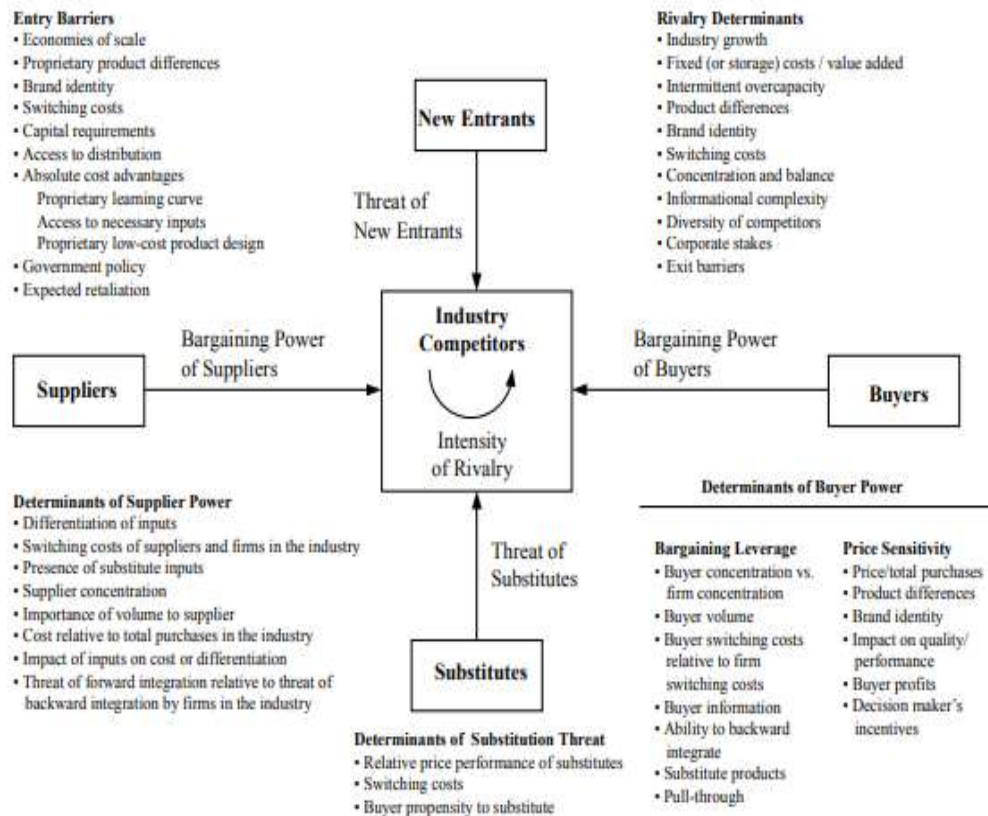 Entry Barriers
• Economies of scale
• Proprietary product differences
• Brand identity
• Switching costs
• Capital requirements
• Access to distribution
• Absolute cost advantages
Proprietary learning curve
Access to necessary inputs
Proprietary low-cost product design
• Government policy
• Expected retaliation
New Entrants
Threat of
New Entrants
Rivalry Determinants
• Industry growth
• Fixed (or storage) costs / value added
• Intermittent overcapacity
• Product differences
• Brand identity
• Switching costs
• Concentration and balance
• Informational complexity
• Diversity of competitors
• Corporate stakes
• Exit barriers
Suppliers
Bargaining Power
of Suppliers
Industry
Competitors
Intensity
of Rivalry
Bargaining Power
of Buyers
Buyers
Determinants of Supplier Power
• Differentiation of inputs
• Switching costs of suppliers and firms in the industry
• Presence of substitute inputs
• Supplier concentration
• Importance of volume to supplier
• Cost relative to total purchases in the industry
• Impact of inputs on cost or differentiation
• Threat of forward integration relative to threat of
backward integration by firms in the industry
Threat of
Substitutes
Substitutes
Determinants of Substitution Threat
• Relative price performance of substitutes
• Switching costs
• Buyer propensity to substitute
Determinants of Buyer Power
Bargaining Leverage
• Buyer concentration vs.
firm concentration
• Buyer volume
• Buyer switching costs
relative to firm
switching costs
• Buyer information
• Ability to backward
integrate
• Substitute products
• Pull-through
Price Sensitivity
• Price/total purchases
• Product differences
• Brand identity
• Impact on quality/
performance
• Buyer profits
• Decision maker's
incentives